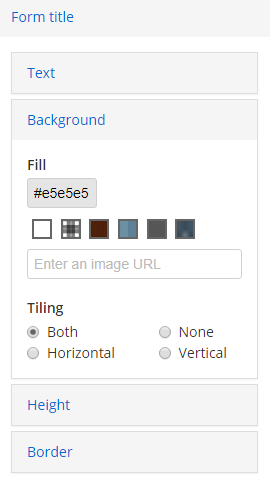 Form title
Text
Background
Fill
#e5e5e5
Enter an image URL
Tiling
Both None
Horizontal Vertical
Height
Border